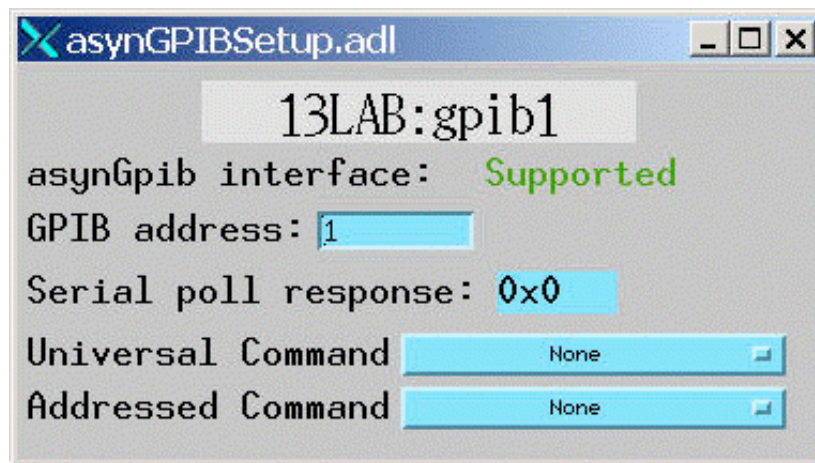 asynGPIBSetup.adl
13LAB:gpib1
asynGpib interface: Supported
GPIB address: 1
Serial poll response: 0x0
Universal Command None
Addressed Command None